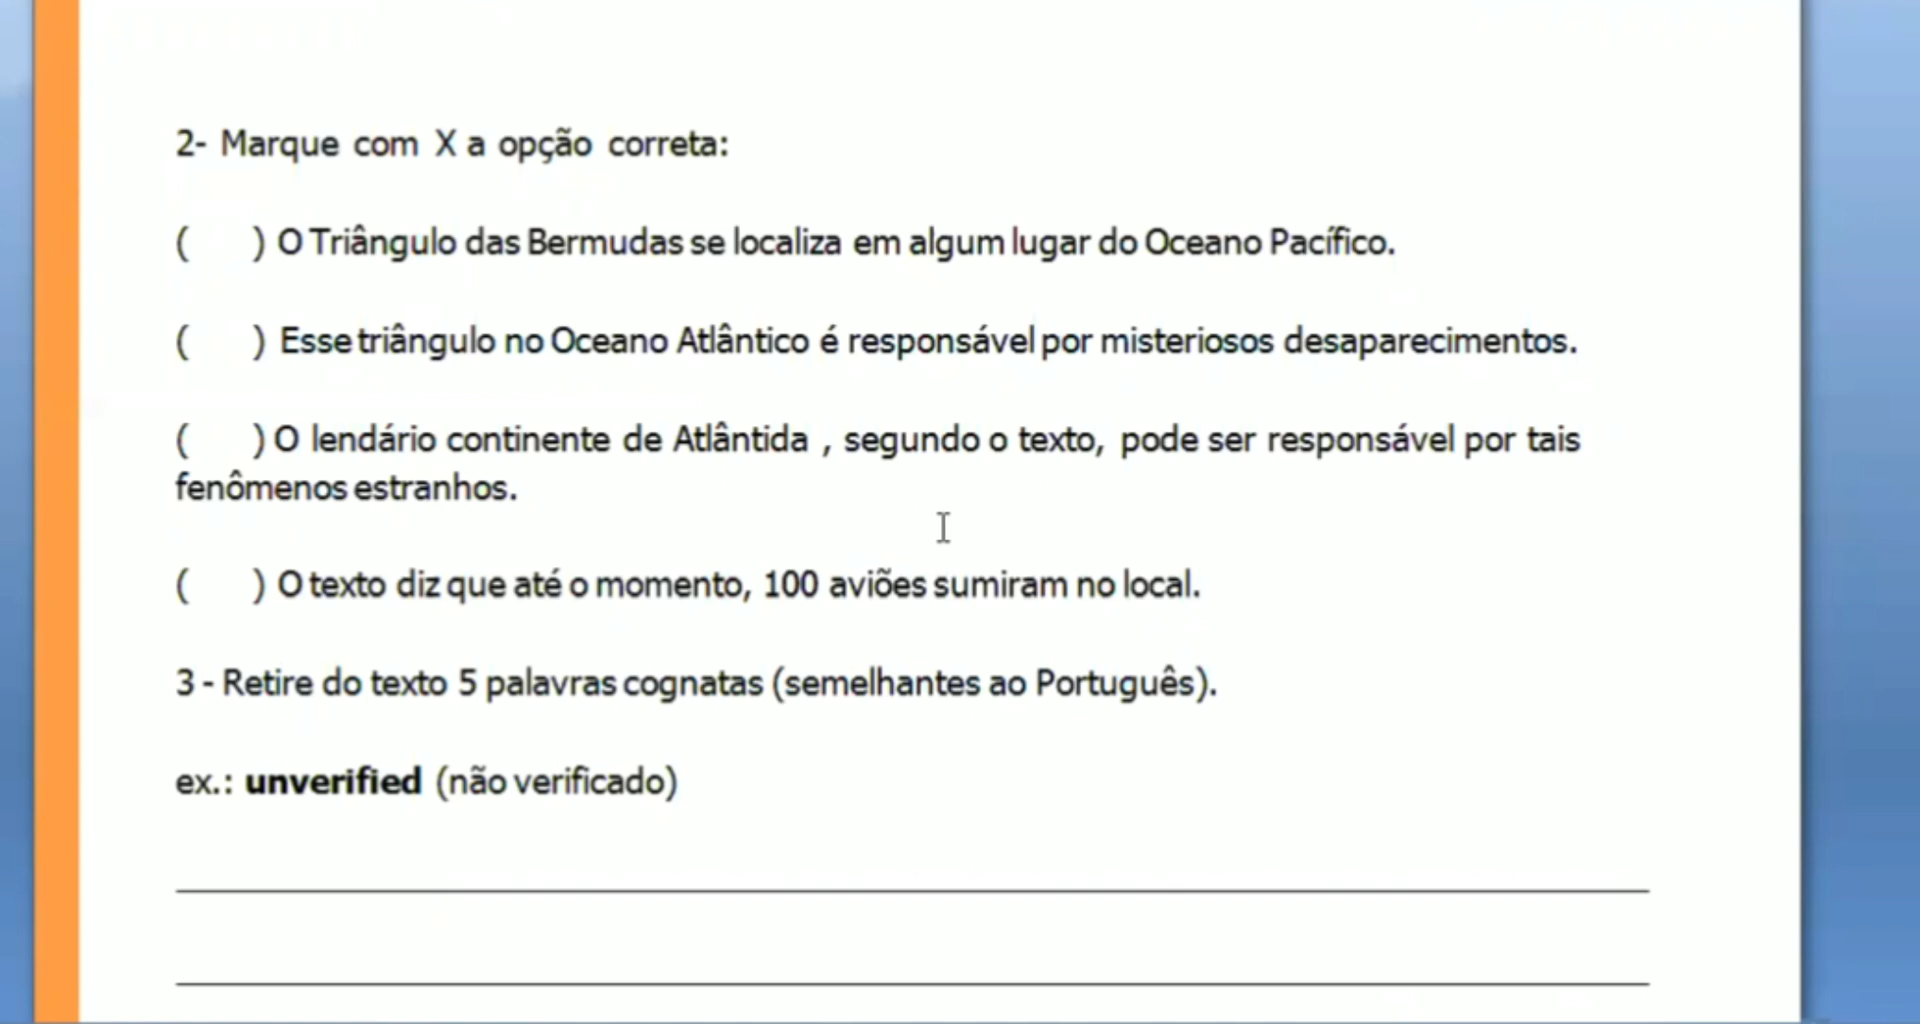 2- Marque com X a opção correta:
( ) O Triângulo das Bermudas se localiza em algum lugar do Oceano Pacífico.
( ) Esse triângulo no Oceano Atlântico é responsável por misteriosos desaparecimentos.
( ) O lendário continente de Atlântida , segundo o texto, pode ser responsável por tais
fenômenos estranhos.
( ) O texto diz que até o momento, 100 aviões sumiram no local.
3 - Retire do texto 5 palavras cognatas (semelhantes ao Português).
ex.: unverified (não verificado)